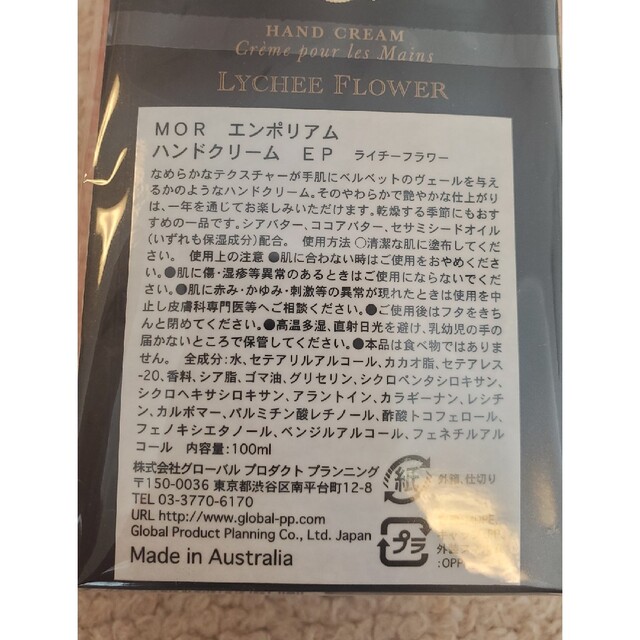 HAND CREAM
Crème pour les Mains
LYCHEE FLOWER
MOR エンポリアム
ハンドクリーム EP ライチーフラワー
なめらかなテクスチャーが手肌にベルベットのヴェールを与え
るかのようなハンドクリーム。そのやわらかで艶やかな仕上がり
は、一年を通じてお楽しみいただけます。乾燥する季節にもおす
すめの一品です。シアバター、ココアバター、セサミシードオイル
(いずれも保湿成分)配合。 使用方法 ○清潔な肌に塗布してくだ
さい。 使用上の注意 ●肌に合わない時はご使用をおやめくださ
い。●肌に傷・湿疹等異常のあるときはご使用にならないでくだ
さい。●肌に赤み・かゆみ・刺激等の異常が現れたときは使用を中
止し皮膚科専門医等へご相談ください。●ご使用後はフタをきち
んと閉めてください。●高温多湿、直射日光を避け、乳幼児の手の
届かないところで保管してください。●本品は食べ物ではありま
せん。 全成分:水、セテアリルアルコール、カカオ脂、セテアレス
-20、香料、シア脂、ゴマ油、グリセリン、シクロペンタシロキサン、
シクロヘキサシロキサン、アラントイン、カラギーナン、レシチ
ン、カルボマー、パルミチン酸レチノール、酢酸トコフェロール、
フェノキシエタノール、ベンジルアルコール、フェネチルアル
コール 内容量:100ml
株式会社グローバル プロダクト プランニング
〒150-0036 東京都渋谷区南平台町12-8
TEL 03-3770-6170
URL http://www.global-pp.com
Global Product Planning Co., Ltd. Japan
Made in Australia
紙 外箱、仕切り
プラ
:OPP